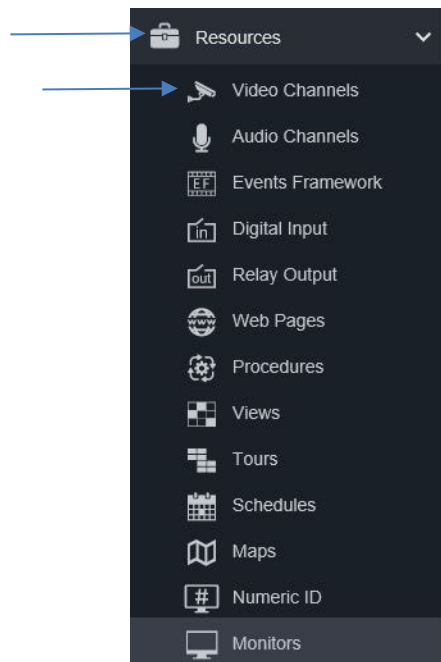 Resources
Video Channels
Audio Channels
EF Events Framework
in Digital Input
out Relay Output
www Web Pages
Procedures
Views
Tours
Schedules
Maps
# Numeric ID
Monitors